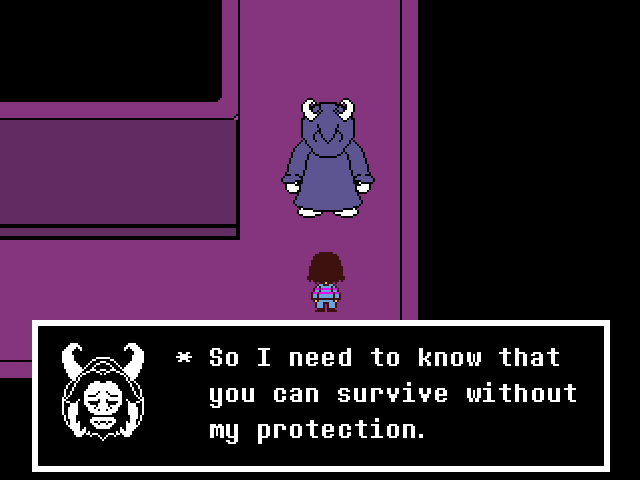 * So I need to know that
you can survive without
my protection.